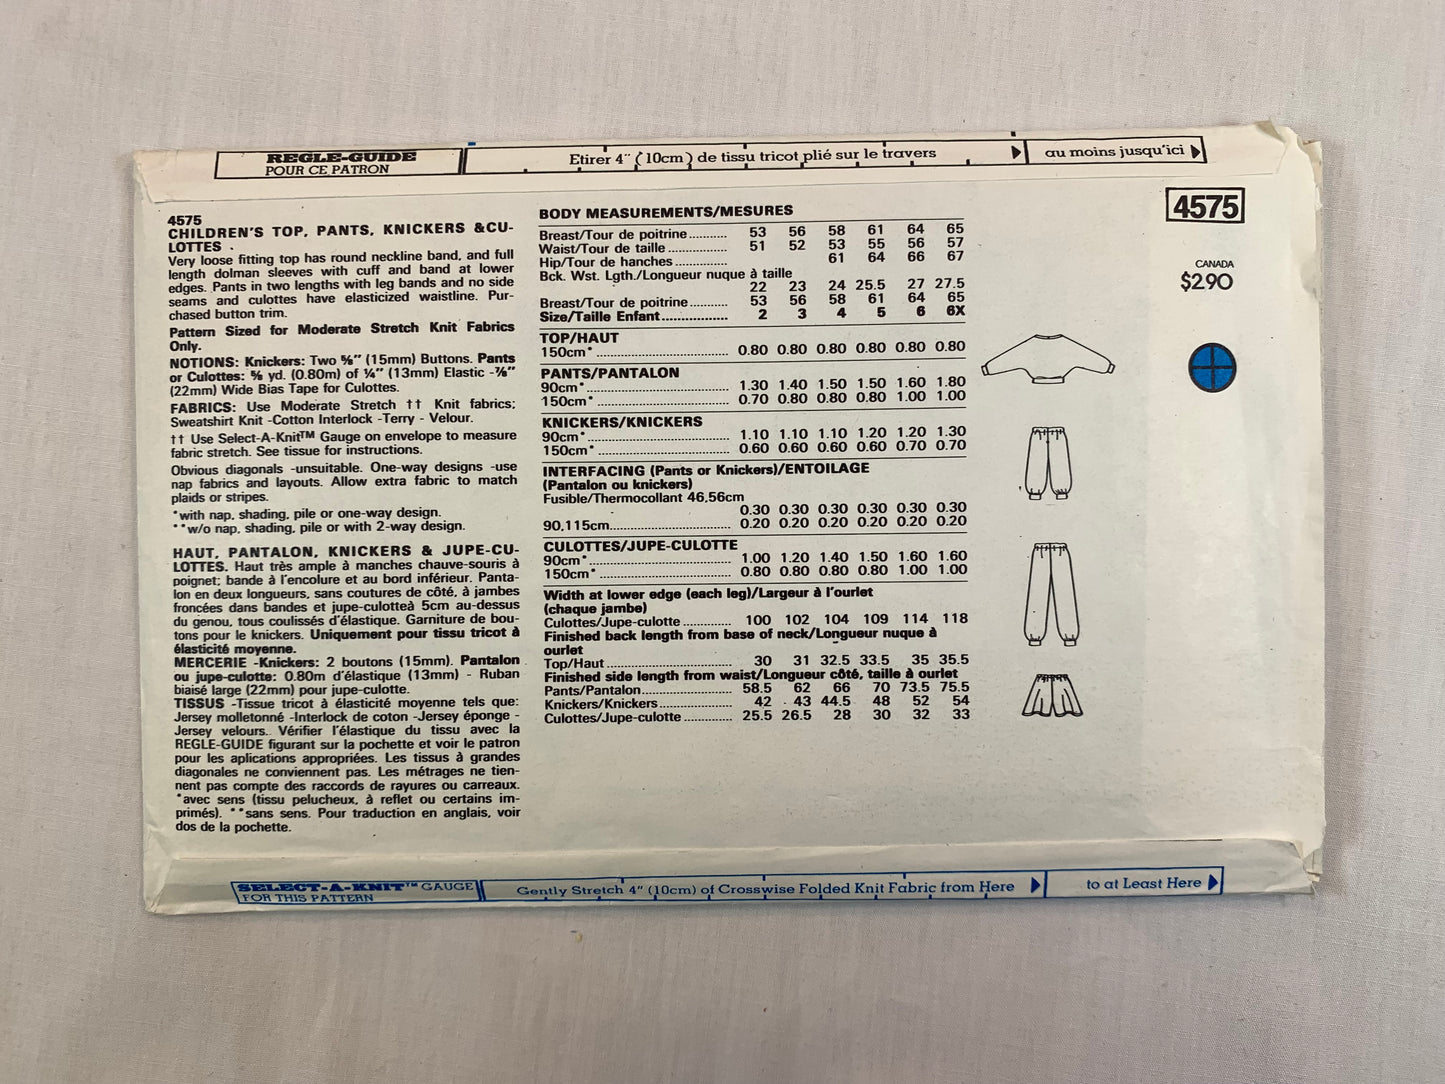 REGLE-GUIDE
POUR CE PATRON
Etirer 4" (10cm) de tissu tricot plié sur le travers
au moins jusqu'ici
4575
CHILDREN'S TOP, PANTS, KNICKERS &CU-
LOTTES .
Very loose fitting top has round neckline band, and full
length dolman sleeves with cuff and band at lower
edges. Pants in two lengths with leg bands and no side
seams and culottes have elasticized waistline. Pur-
chased button trim.
Pattern Sized for Moderate Stretch Knit Fabrics
Only.
NOTIONS: Knickers: Two ⅝" (15mm) Buttons. Pants
or Culottes: ⅝ yd. (0.80m) of ¼" (13mm) Elastic -⅞"
(22mm) Wide Bias Tape for Culottes.
FABRICS: Use Moderate Stretch †† Knit fabrics;
Sweatshirt Knit -Cotton Interlock -Terry - Velour.
†† Use Select-A-Knit™ Gauge on envelope to measure
fabric stretch. See tissue for instructions.
Obvious diagonals -unsuitable. One-way designs -use
nap fabrics and layouts. Allow extra fabric to match
plaids or stripes.
*with nap, shading, pile or one-way design.
**w/o nap, shading, pile or with 2-way design.
HAUT, PANTALON, KNICKERS & JUPE-CU-
LOTTES. Haut très ample à manches chauve-souris à
poignet; bande à l'encolure et au bord inférieur. Panta-
lon en deux longueurs, sans coutures de côté, à jambes
froncées dans bandes et jupe-culotteà 5cm au-dessus
du genou, tous coulissés d'élastique. Garniture de bou-
tons pour le knickers. Uniquement pour tissu tricot à
élasticité moyenne.
MERCERIE -Knickers: 2 boutons (15mm). Pantalon
ou jupe-culotte: 0.80m d'élastique (13mm) - Ruban
biaisé large (22mm) pour jupe-culotte.
TISSUS -Tissue tricot à élasticité moyenne tels que:
Jersey molletonné -Interlock de coton -Jersey éponge -
Jersey velours. Vérifier l'élastique du tissu avec la
REGLE-GUIDE figurant sur la pochette et voir le patron
pour les aplications appropriées. Les tissus à grandes
diagonales ne conviennent pas. Les métrages ne tien-
nent pas compte des raccords de rayures ou carreaux.
*avec sens (tissu pelucheux, à reflet ou certains im-
primés). **sans sens. Pour traduction en anglais, voir
dos de la pochette.
BODY MEASUREMENTS/MESURES
Breast/Tour de poitrine 53 56 58 61 64 65
Waist/Tour de taille 51 52 53 55 56 57
Hip/Tour de hanches 61 64 66 67
Bck. Wst. Lgth./Longueur nuque à taille
22 23 24 25.5 27 27.5
Breast/Tour de poitrine 53 56 58 61 64 65
Size/Taille Enfant 2 3 4 5 6 6X
TOP/HAUT
150cm* 0.80 0.80 0.80 0.80 0.80 0.80
PANTS/PANTALON
90cm* 1.30 1.40 1.50 1.50 1.60 1.80
150cm* 0.70 0.80 0.80 0.80 1.00 1.00
KNICKERS/KNICKERS
90cm* 1.10 1.10 1.10 1.20 1.20 1.30
150cm* 0.60 0.60 0.60 0.60 0.70 0.70
INTERFACING (Pants or Knickers)/ENTOILAGE
(Pantalon ou knickers)
Fusible/Thermocollant 46,56cm
0.30 0.30 0.30 0.30 0.30 0.30
90,115cm 0.20 0.20 0.20 0.20 0.20 0.20
CULOTTES/JUPE-CULOTTE
90cm* 1.00 1.20 1.40 1.50 1.60 1.60
150cm* 0.80 0.80 0.80 0.80 1.00 1.00
Width at lower edge (each leg)/Largeur à l'ourlet
(chaque jambe)
Culottes/Jupe-culotte 100 102 104 109 114 118
Finished back length from base of neck/Longueur nuque à
ourlet
Top/Haut 30 31 32.5 33.5 35 35.5
Finished side length from waist/Longueur côté, taille à ourlet
Pants/Pantalon 58.5 62 66 70 73.5 75.5
Knickers/Knickers 42 43 44.5 48 52 54
Culottes/Jupe-culotte 25.5 26.5 28 30 32 33
4575
CANADA
$2.90
SELECT-A-KNIT™ GAUGE
FOR THIS PATTERN
Gently Stretch 4" (10cm) of Crosswise Folded Knit Fabric from Here
to at Least Here